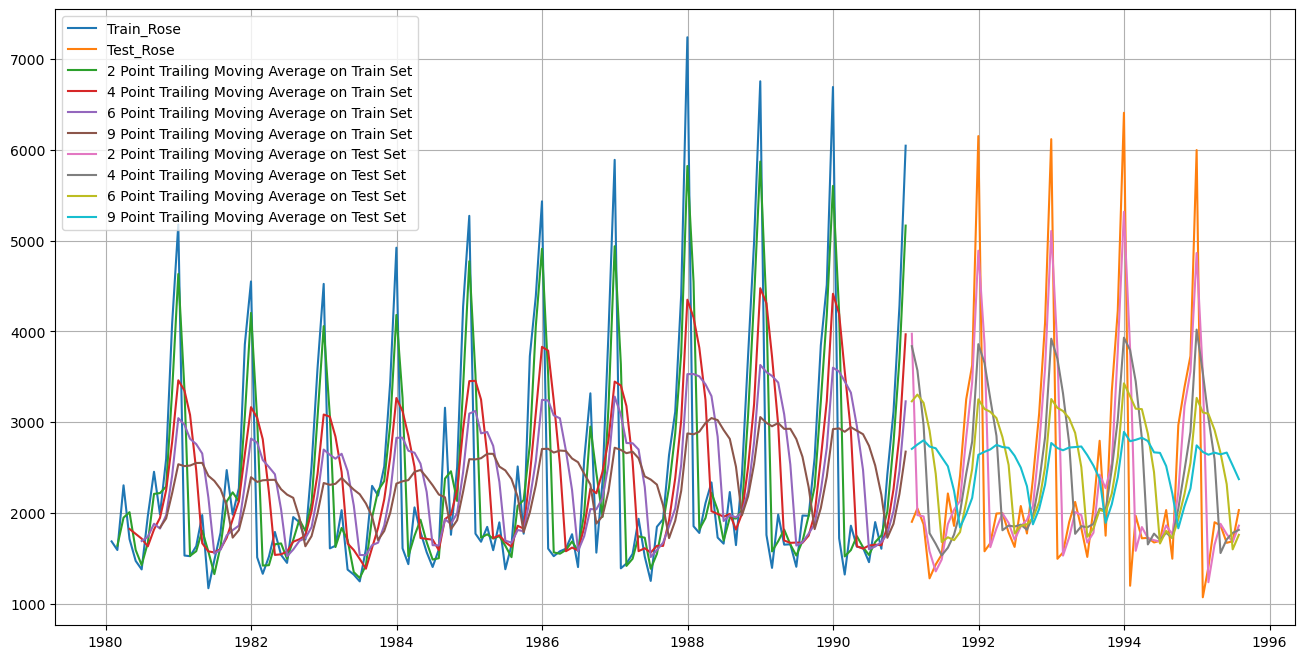 Train_Rose
Test_Rose
2 Point Trailing Moving Average on Train Set
4 Point Trailing Moving Average on Train Set
6 Point Trailing Moving Average on Train Set
9 Point Trailing Moving Average on Train Set
2 Point Trailing Moving Average on Test Set
4 Point Trailing Moving Average on Test Set
6 Point Trailing Moving Average on Test Set
9 Point Trailing Moving Average on Test Set
7000
6000
5000
4000
3000
2000
1000
1980 1982 1984 1986 1988 1990 1992 1994 1996